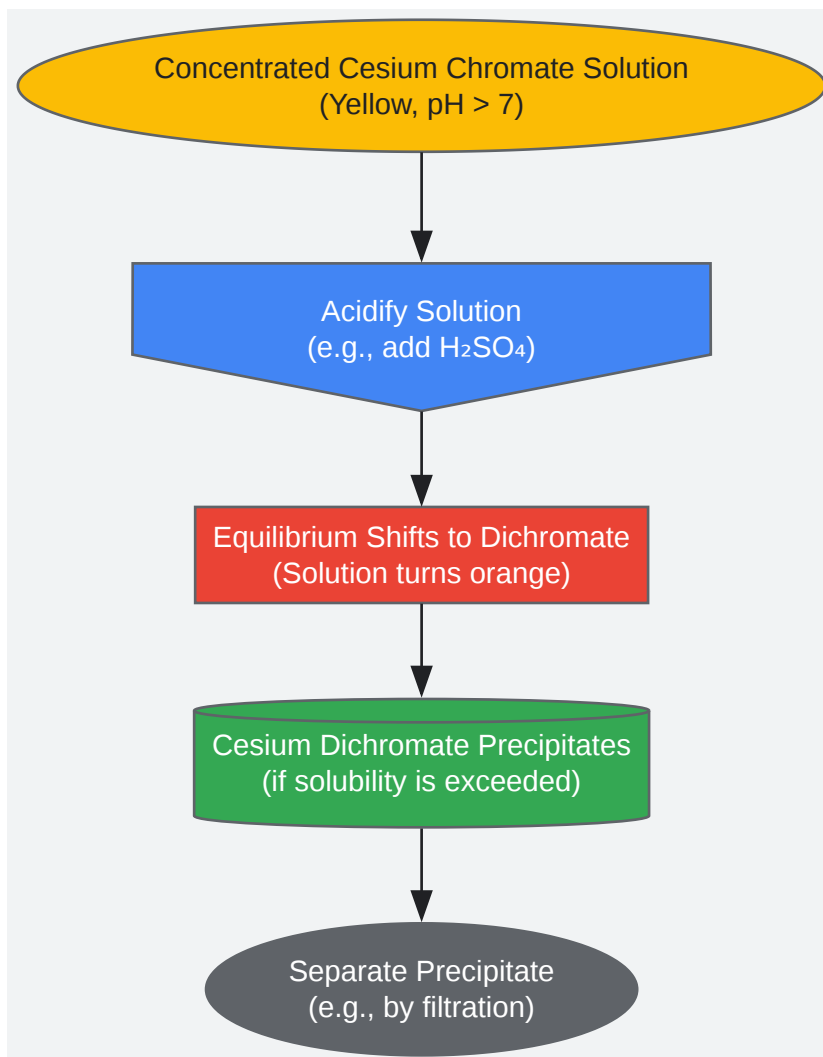 Concentrated Cesium Chromate Solution
(Yellow, pH > 7)
Acidify Solution
(e.g., add H₂SO₄)
Equilibrium Shifts to Dichromate
(Solution turns orange)
Cesium Dichromate Precipitates
(if solubility is exceeded)
Separate Precipitate
(e.g., by filtration)